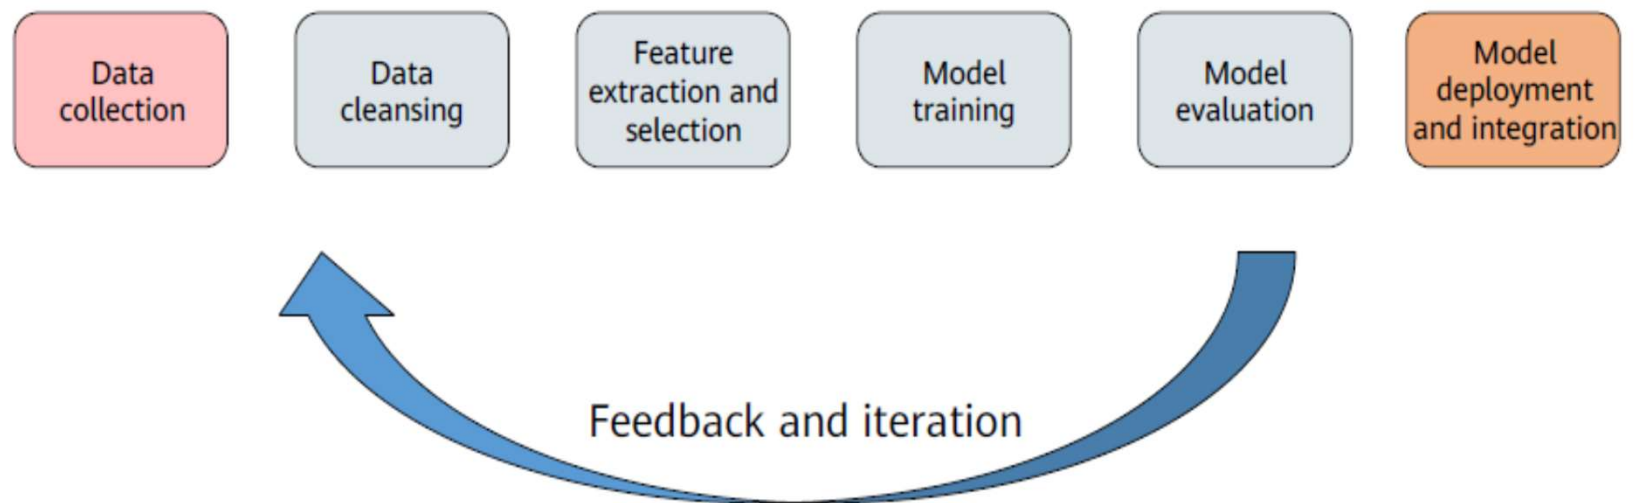 Data
collection
Data
cleansing
Feature
extraction and
selection
Model
training
Model
evaluation
Model
deployment
and integration
Feedback and iteration